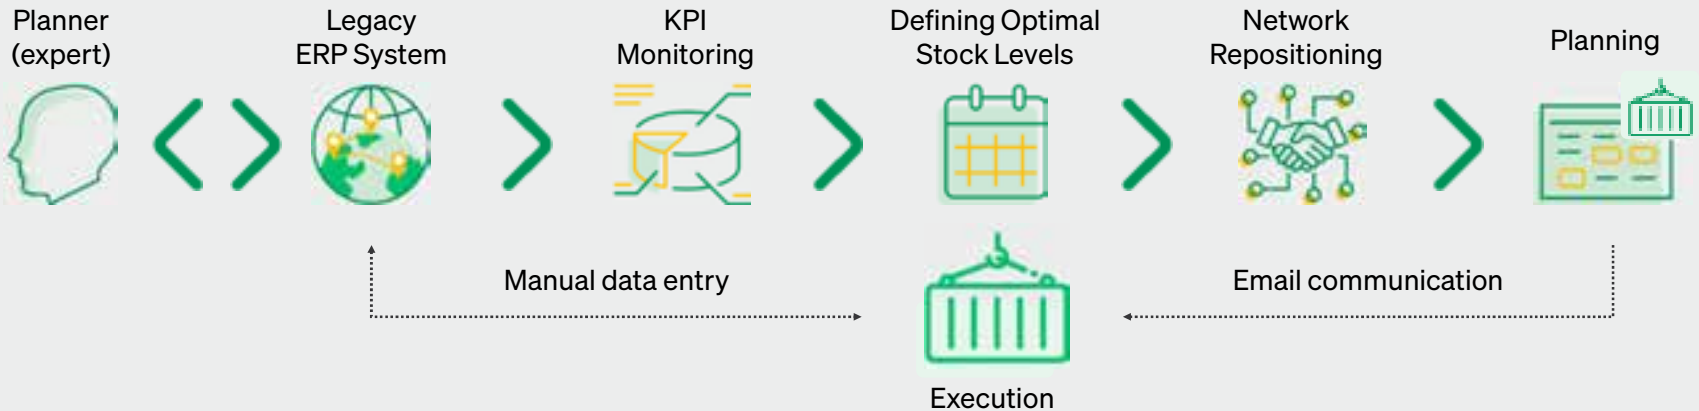 Planner
(expert)
Legacy
ERP System
KPI
Monitoring
Defining Optimal
Stock Levels
Network
Repositioning
Planning
Manual data entry
Email communication
Execution